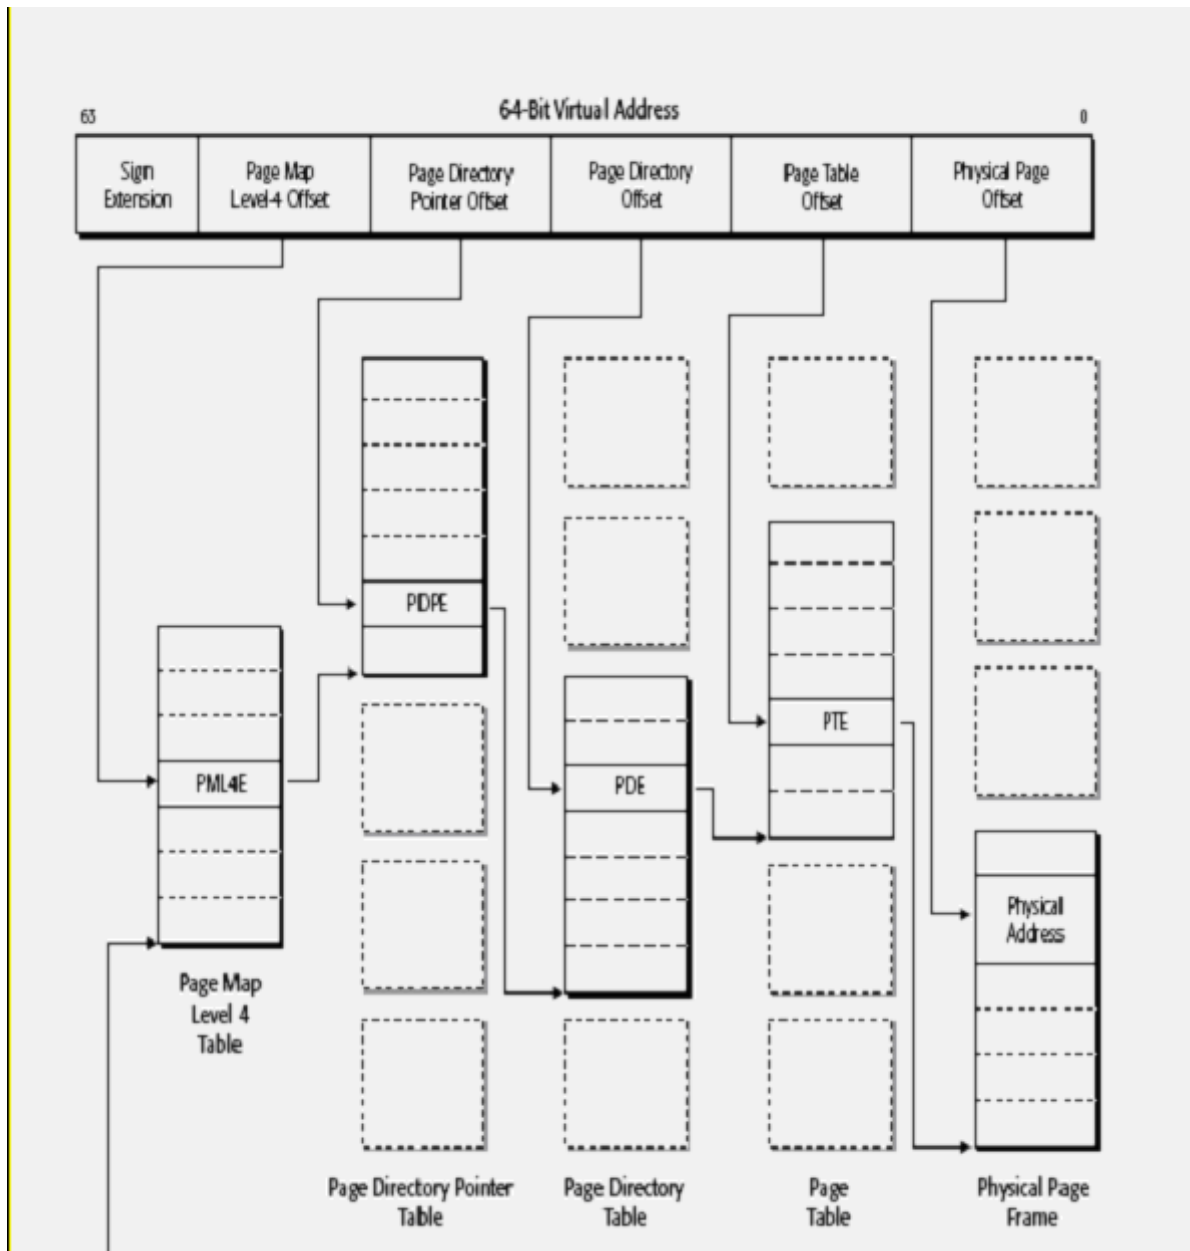 64-Bit Virtual Address
63
0
Sign
Extension
Page Map
Level-4 Offset
Page Directory
Pointer Offset
Page Directory
Offset
Page Table
Offset
Physical Page
Offset
PDPE
PTE
PML4E
PDE
Physical
Address
Page Map
Level 4
Table
Page Directory Pointer
Table
Page Directory
Table
Page
Table
Physical Page
Frame